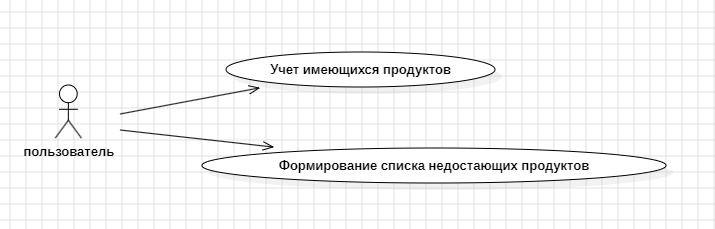 Учет имеющихся продуктов
пользователь
Формирование списка недостающих продуктов